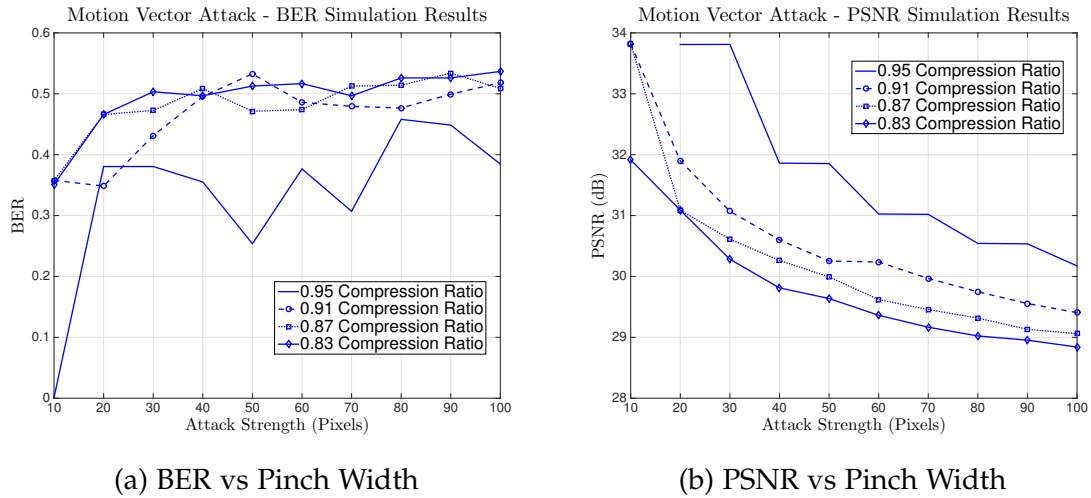 Motion Vector Attack - BER Simulation Results
0.6
0.5
0.4
0.3
0.2
0.1
0
BER
0.95 Compression Ratio
0.91 Compression Ratio
0.87 Compression Ratio
0.83 Compression Ratio
10 20 30 40 50 60 70 80 90 100
Attack Strength (Pixels)
(a) BER vs Pinch Width
Motion Vector Attack - PSNR Simulation Results
34
33
32
31
30
29
28
PSNR (dB)
0.95 Compression Ratio
0.91 Compression Ratio
0.87 Compression Ratio
0.83 Compression Ratio
10 20 30 40 50 60 70 80 90 100
Attack Strength (Pixels)
(b) PSNR vs Pinch Width